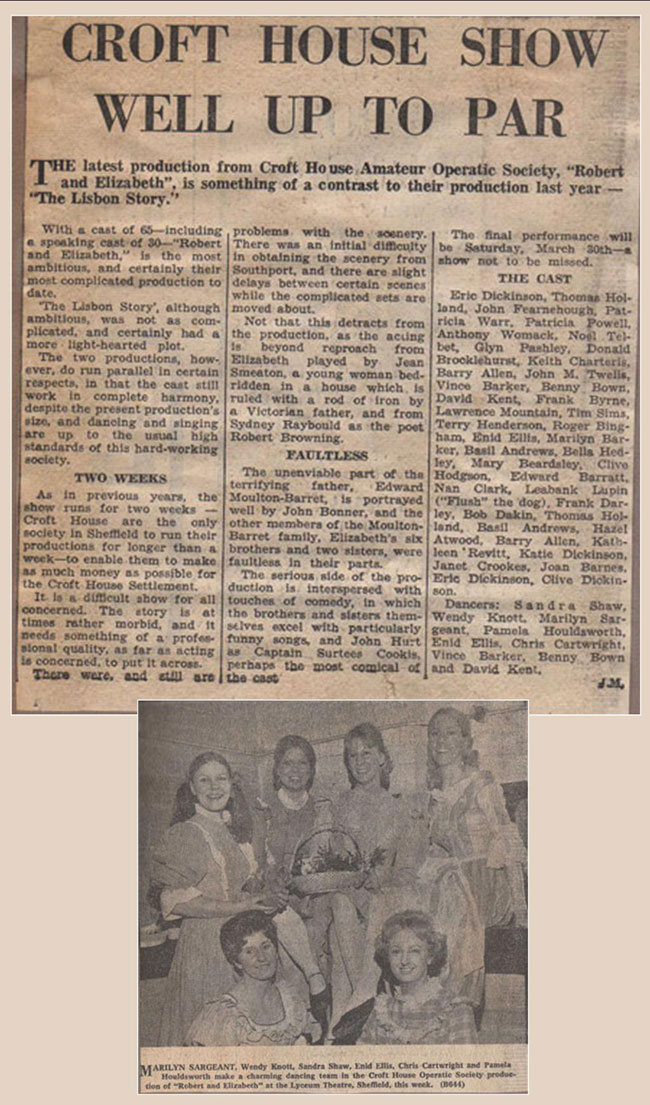 CROFT HOUSE SHOW
WELL UP TO PAR
THE latest production from Croft House Amateur Operatic Society, "Robert
and Elizabeth", is something of a contrast to their production last year —
"The Lisbon Story."
With a cast of 65—including
a speaking cast of 30—"Robert
and Elizabeth," is the most
ambitious, and certainly their
most complicated production to
date.
'The Lisbon Story', although
ambitious, was not as com-
plicated, and certainly had a
more light-hearted plot.
The two productions, how-
ever, do run parallel in certain
respects, in that the cast still
work in complete harmony,
despite the present production's
size, and dancing and singing
are up to the usual high
standards of this hard-working
society.
TWO WEEKS
As in previous years, the
show runs for two weeks —
Croft House are the only
society in Sheffield to run their
productions for longer than a
week—to enable them to make
as much money as possible for
the Croft House Settlement.
It is a difficult show for all
concerned. The story is at
times rather morbid, and it
needs something of a profes-
sional quality, as far as acting
is concerned, to put it across.
There were, and still are
problems with the scenery.
There was an initial difficulty
in obtaining the scenery from
Southport, and there are slight
delays between certain scenes
while the complicated sets are
moved about.
Not that this detracts from
the production, as the acting
is beyond reproach from
Elizabeth played by Jean
Smeaton, a young woman bed-
ridden in a house which is
ruled with a rod of iron by
a Victorian father, and from
Sydney Raybould as the poet
Robert Browning.
FAULTLESS
The unenviable part of the
terrifying father, Edward
Moulton-Barret, is portrayed
well by John Bonner, and the
other members of the Moulton-
Barret family, Elizabeth's six
brothers and two sisters, were
faultless in their parts.
The serious side of the pro-
duction is interspersed with
touches of comedy, in which
the brothers and sisters them-
selves excel with particularly
funny songs, and John Hurt
as Captain Surtees Cookis,
perhaps the most comical of
the cast
The final performance will
be Saturday, March 30th—a
show not to be missed.
THE CAST
Eric Dickinson, Thomas Hol-
land, John Fearnehough, Pat-
ricia Warr, Patricia Powell,
Anthony Womack, Noel Tel-
bet, Glyn Pashley, Donald
Brocklehurst, Keith Charteris,
Barry Allen, John M. Twells,
Vince Barker, Benny Bown,
David Kent, Frank Byrne,
Lawrence Mountain, Tim Sims,
Terry Henderson, Roger Bing-
ham, Enid Ellis, Marilyn Bar-
ker, Basil Andrews, Bella Hed-
ley, Mary Beardsley, Clive
Hodgson, Edward Barratt,
Nan Clark, Leabank Lupin
("Flush" the dog), Frank Dar-
ley, Bob Dakin, Thomas Hol-
land, Basil Andrews, Hazel
Atwood, Barry Allen, Kath-
leen Revitt, Katie Dickinson,
Janet Crookes, Joan Barnes,
Eric Dickinson, Clive Dickin-
son.
Dancers: Sandra Shaw,
Wendy Knott, Marilyn Sar-
geant, Pamela Houldsworth,
Enid Ellis, Chris Cartwright,
Vince Barker, Benny Bown
and David Kent.
J.M.
MARILYN SARGEANT, Wendy Knott, Sandra Shaw, Enid Ellis, Chris Cartwright and Pamela
Houldsworth make a charming dancing team in the Croft House Operatic Society produc-
tion of "Robert and Elizabeth" at the Lyceum Theatre, Sheffield, this week. (B644)